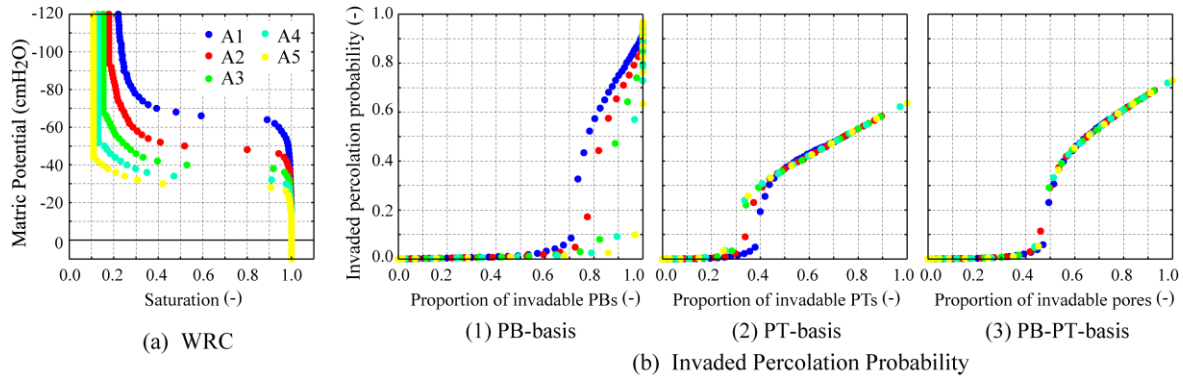 (a)
-120
-100
-80
-60
-40
-20
0
Matric Potential (cmH2O)
A1
A2
A3
A4
A5
0.0 0.2 0.4 0.6 0.8 1.0
Saturation (-)
(a) WRC
Invaded percolation probability (-)
1.0
0.8
0.6
0.4
0.2
0.0
0.0 0.2 0.4 0.6 0.8 1.0
Proportion of invadable PBs (-)
(1) PB-basis
0.0 0.2 0.4 0.6 0.8 1.0
Proportion of invadable PTs (-)
(2) PT-basis
0.0 0.2 0.4 0.6 0.8 1.0
Proportion of invadable pores (-)
(3) PB-PT-basis
(b) Invaded Percolation Probability